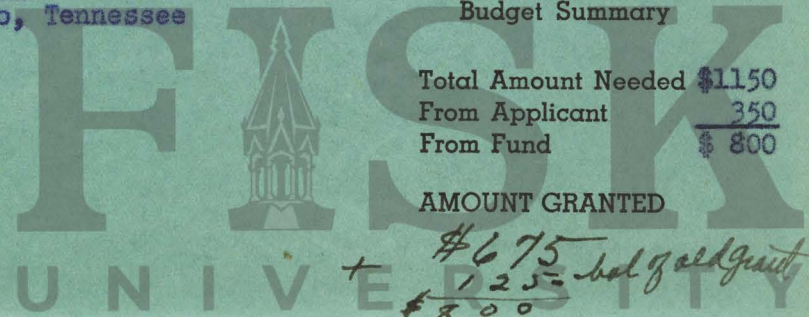 o, Tennessee
Budget Summary
Total Amount Needed $1150
From Applicant 350
From Fund $ 800
AMOUNT GRANTED
$675
+ 125 - bal of old grant
$800
FISK
UNIVERSITY